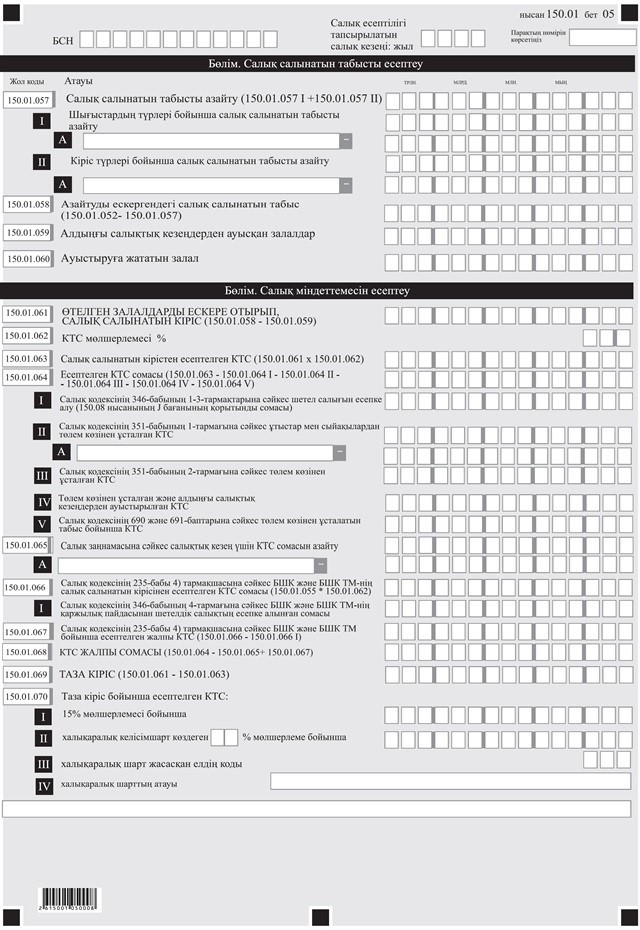 нысан 150.01 бет 05
БСН
Салық есептілігі
тапсырылатын
салық кезеңі: жыл
Парақтың нөмірін
көрсетіңіз
Бөлім. Салық салынатын табысты есептеу
Жол коды Атауы ТРЛН. МЛРД. МЛН. МЫҢ.
150.01.057 Салық салынатын табысты азайту (150.01.057 I +150.01.057 II)
I Шығыстардың түрлері бойынша салық салынатын табысты
азайту
A
II Кіріс түрлері бойынша салық салынатын табысты азайту
A
150.01.058 Азайтуды ескергендегі салық салынатын табыс
(150.01.052- 150.01.057)
150.01.059 Алдыңғы салықтық кезеңдерден ауысқан залалдар
150.01.060 Ауыстыруға жататын залал
Бөлім. Салық міндеттемесін есептеу
150.01.061 ӨТЕЛГЕН ЗАЛАЛДАРДЫ ЕСКЕРЕ ОТЫРЫП,
САЛЫҚ САЛЫНАТЫН КІРІС (150.01.058 - 150.01.059)
150.01.062 КТС мөлшерлемесі %
150.01.063 Салық салынатын кірістен есептелген КТС (150.01.061 х 150.01.062)
150.01.064 Есептелген КТС сомасы (150.01.063 - 150.01.064 I - 150.01.064 II -
- 150.01.064 III - 150.01.064 IV - 150.01.064 V)
I Салық кодексінің 346-бабының 1-3-тармақтарына сәйкес шетел салығын есепке
алу (150.08 нысанының J бағанының қорытынды сомасы)
II Салық кодексінің 351-бабының 1-тармағына сәйкес ұтыстар мен сыйақылардан
төлем көзінен ұсталған КТС
A
III Салық кодексінің 351-бабының 2-тармағына сәйкес төлем көзінен
ұсталған КТС
IV Төлем көзінен ұсталған және алдыңғы салықтық
кезеңдерден ауыстырылған КТС
V Салық кодексінің 690 және 691-баптарына сәйкес төлем көзінен ұсталатын
табыс бойынша КТС
150.01.065 Салық заңнамасына сәйкес салықтық кезең үшін КТС сомасын азайту
A
150.01.066 Салық кодексінің 235-бабы 4) тармақшасына сәйкес БШК және БШК ТМ-нің
салық салынатын кірісінен есептелген КТС сомасы (150.01.055 * 150.01.062)
I Салық кодексінің 346-бабының 4-тармағына сәйкес БШК және БШК ТМ-нің
қаржылық пайдасынан шетелдік салықтың есепке алынған сомасы
150.01.067 Салық кодексінің 235-бабы 4) тармақшасына сәйкес БШК және БШК ТМ
бойынша есептелген жалпы КТС (150.01.066 - 150.01.066 I)
150.01.068 КТС ЖАЛПЫ СОМАСЫ (150.01.064 - 150.01.065+ 150.01.067)
150.01.069 ТАЗА КІРІС (150.01.061 - 150.01.063)
150.01.070 Таза кіріс бойынша есептелген КТС:
I 15% мөлшерлемесі бойынша
II халықаралық келісімшарт көздеген % мөлшерлеме бойынша
III халықаралық шарт жасасқан елдің коды
IV халықаралық шарттың атауы
2615001050008